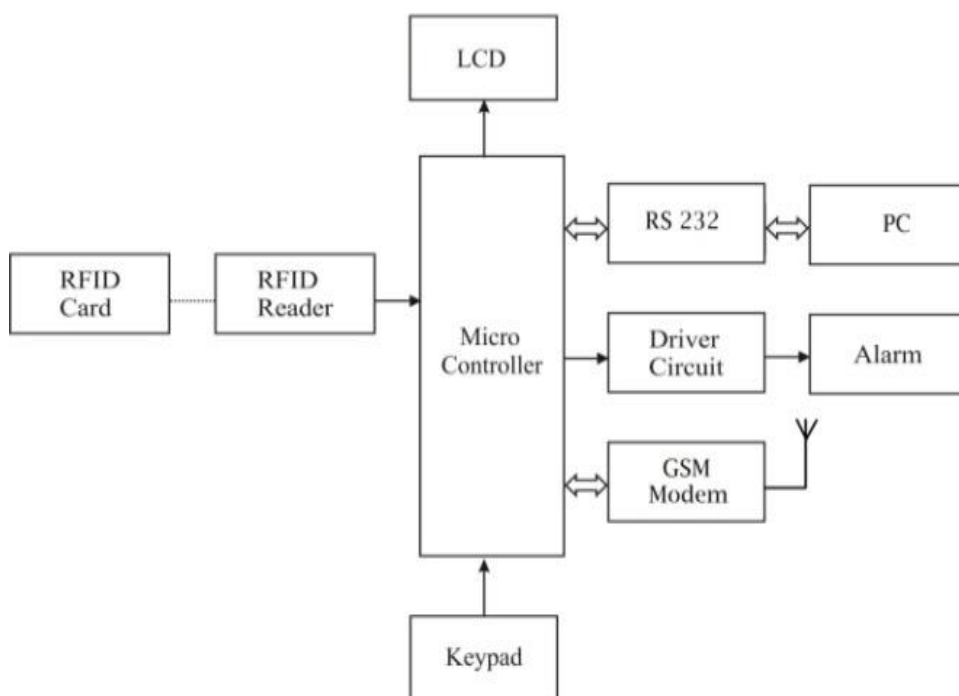 LCD
RS 232
PC
RFID
Card
RFID
Reader
Micro
Controller
Driver
Circuit
Alarm
GSM
Modem
Keypad